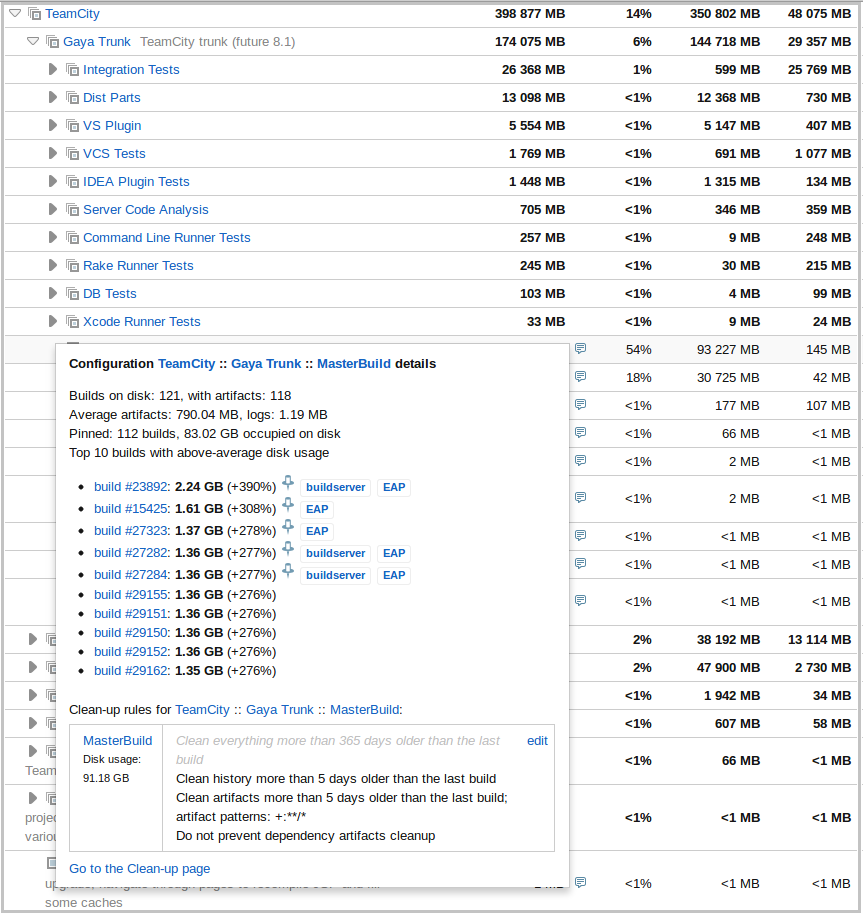 TeamCity 398 877 MB 14% 350 802 MB 48 075 MB
Gaya Trunk TeamCity trunk (future 8.1) 174 075 MB 6% 144 718 MB 29 357 MB
Integration Tests 26 368 MB 1% 599 MB 25 769 MB
Dist Parts 13 098 MB <1% 12 368 MB 730 MB
VS Plugin 5 554 MB <1% 5 147 MB 407 MB
VCS Tests 1 769 MB <1% 691 MB 1 077 MB
IDEA Plugin Tests 1 448 MB <1% 1 315 MB 134 MB
Server Code Analysis 705 MB <1% 346 MB 359 MB
Command Line Runner Tests 257 MB <1% 9 MB 248 MB
Rake Runner Tests 245 MB <1% 30 MB 215 MB
DB Tests 103 MB <1% 4 MB 99 MB
Xcode Runner Tests 33 MB <1% 9 MB 24 MB
54% 93 227 MB 145 MB
18% 30 725 MB 42 MB
<1% 177 MB 107 MB
<1% 66 MB <1 MB
<1% 2 MB <1 MB
<1% 2 MB <1 MB
<1% <1 MB <1 MB
<1% <1 MB <1 MB
<1% <1 MB <1 MB
2% 38 192 MB 13 114 MB
2% 47 900 MB 2 730 MB
<1% 1 942 MB 34 MB
<1% 607 MB 58 MB
<1% 66 MB <1 MB
Team
<1% <1 MB <1 MB
Configuration TeamCity :: Gaya Trunk :: MasterBuild details
Builds on disk: 121, with artifacts: 118
Average artifacts: 790.04 MB, logs: 1.19 MB
Pinned: 112 builds, 83.02 GB occupied on disk
Top 10 builds with above-average disk usage
build #23892: 2.24 GB (+390%) buildserver EAP
build #15425: 1.61 GB (+308%) EAP
build #27323: 1.37 GB (+278%) EAP
build #27282: 1.36 GB (+277%) buildserver EAP
build #27284: 1.36 GB (+277%) buildserver EAP
build #29155: 1.36 GB (+276%)
build #29151: 1.36 GB (+276%)
build #29150: 1.36 GB (+276%)
build #29152: 1.36 GB (+276%)
build #29162: 1.35 GB (+276%)
Clean-up rules for TeamCity :: Gaya Trunk :: MasterBuild:
MasterBuild
Disk usage:
91.18 GB
Clean everything more than 365 days older than the last
build
edit
Clean history more than 5 days older than the last build
Clean artifacts more than 5 days older than the last build;
artifact patterns: +:**/*
Do not prevent dependency artifacts cleanup
Go to the Clean-up page
<1% <1 MB <1 MB
some caches